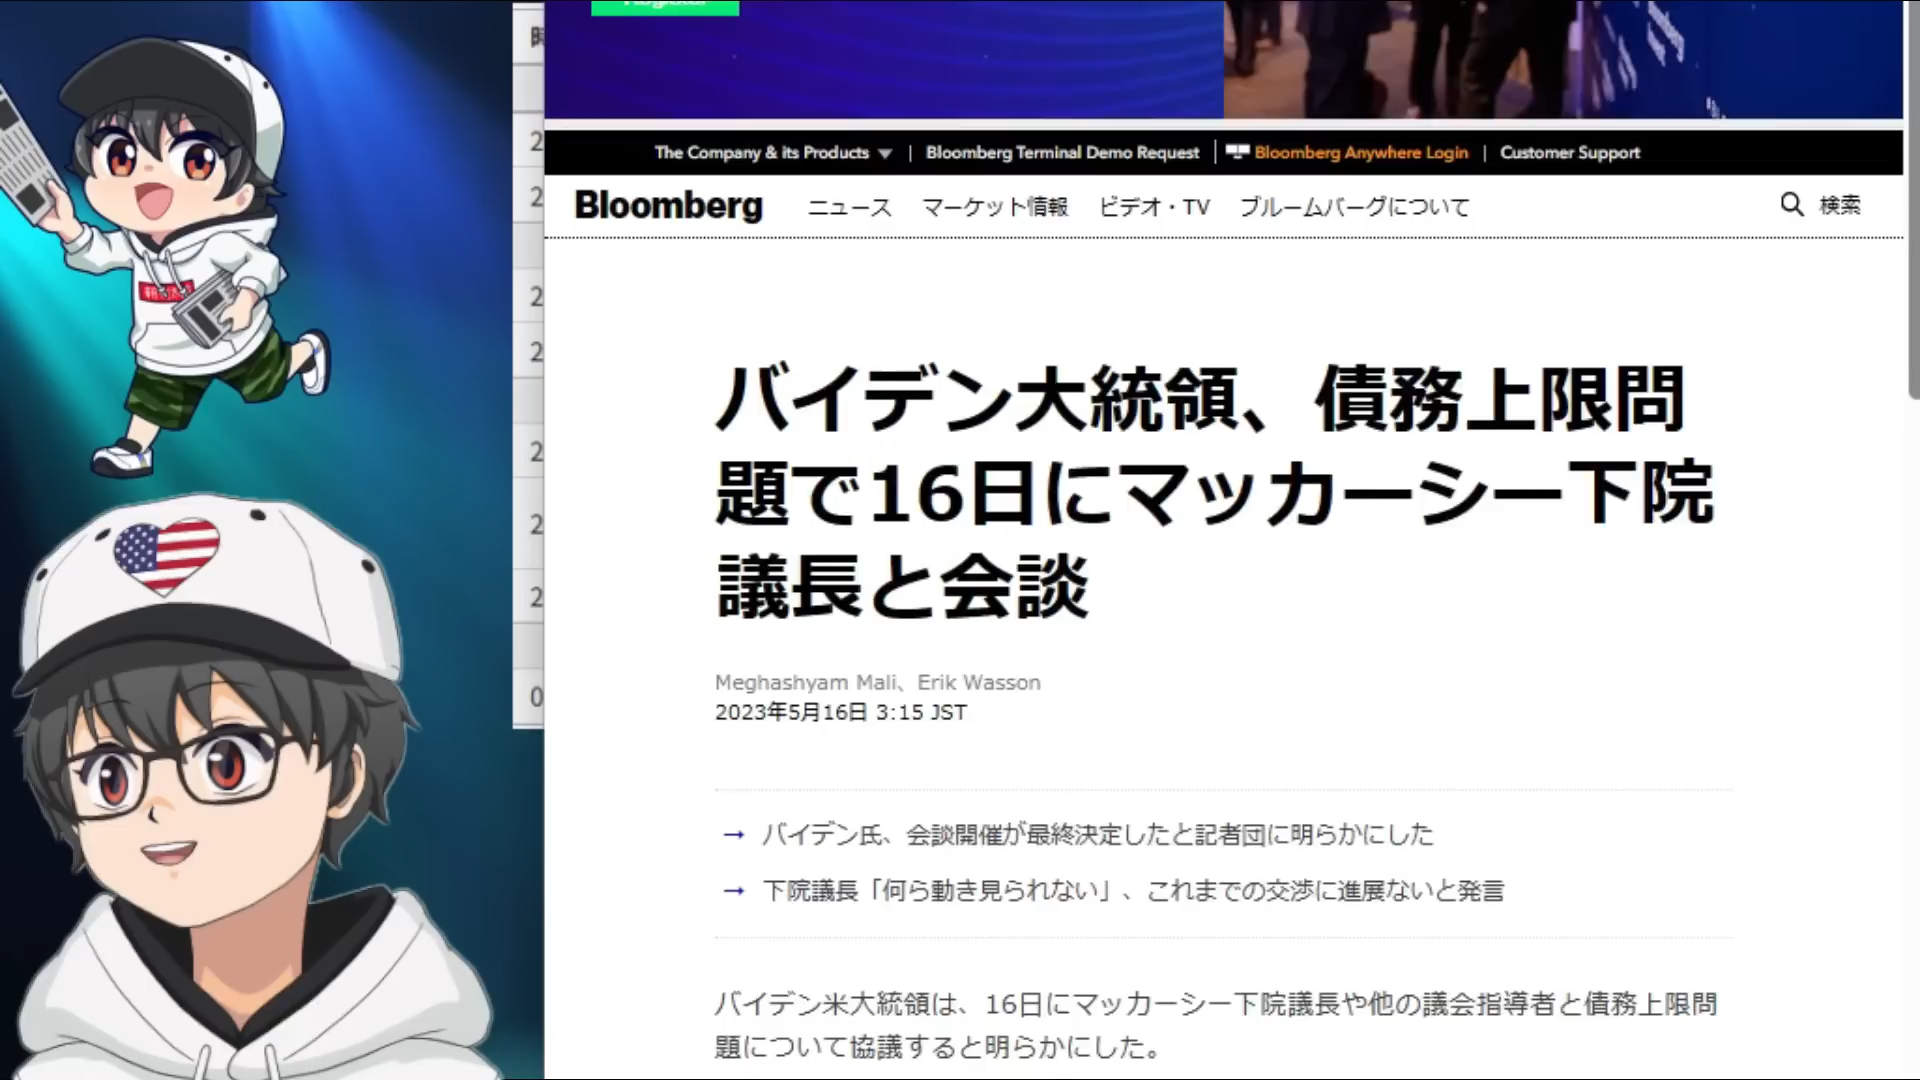 The Company & its Products | Bloomberg Terminal Demo Request | Bloomberg Anywhere Login | Customer Support
Bloomberg ニュース マーケット情報 ビデオ・TV ブルームバーグについて 検索
バイデン大統領、債務上限問
題で16日にマッカーシー下院
議長と会談
Meghashyam Mali、Erik Wasson
2023年5月16日 3:15 JST
→ バイデン氏、会談開催が最終決定したと記者団に明らかにした
→ 下院議長「何ら動き見られない」、これまでの交渉に進展ないと発言
バイデン米大統領は、16日にマッカーシー下院議長や他の議会指導者と債務上限問
題について協議すると明らかにした。
2
2
2
2
2
2
2
0